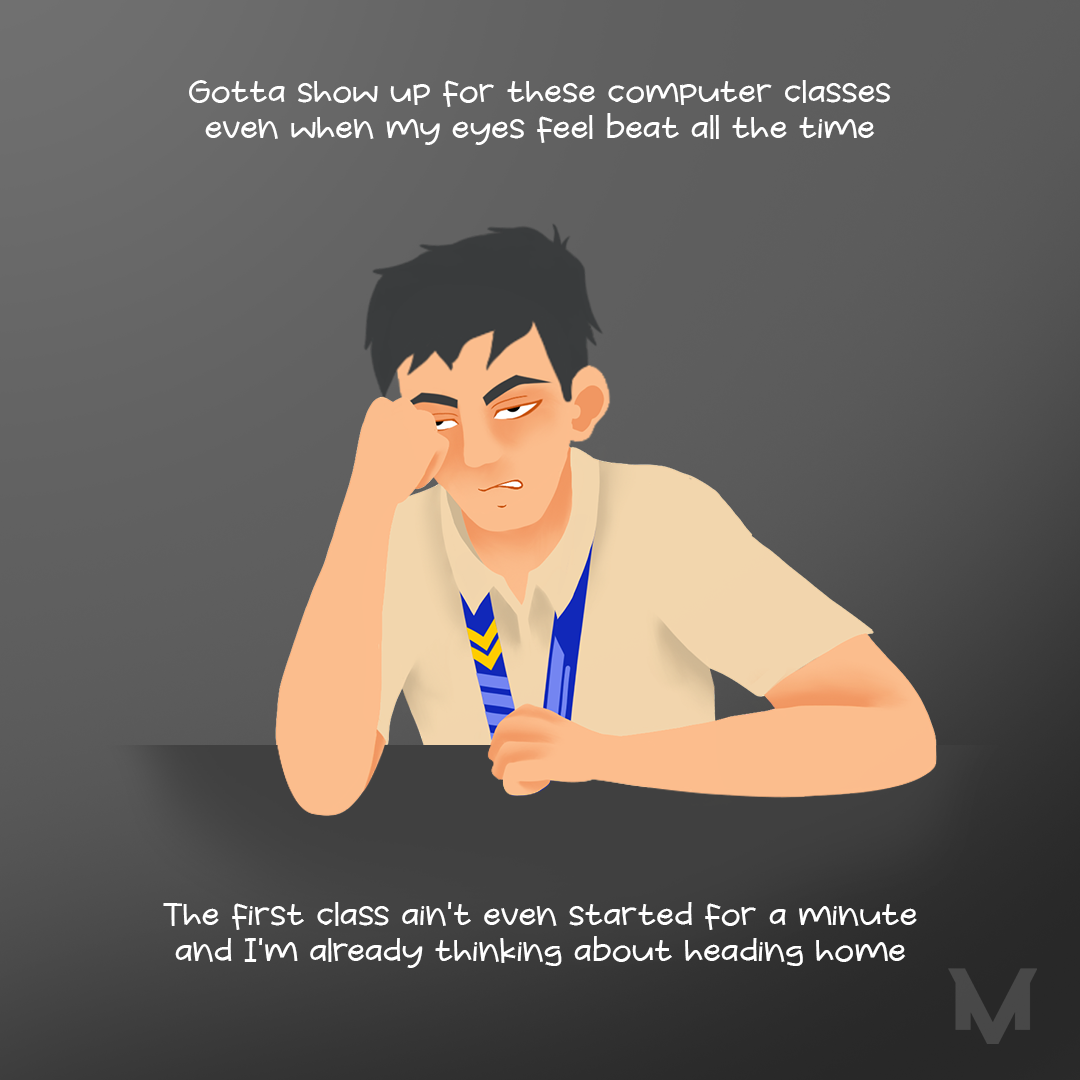 Gotta show up for these computer classes
even when my eyes feel beat all the time
The first class ain't even started for a minute
and I'm already thinking about heading home
M